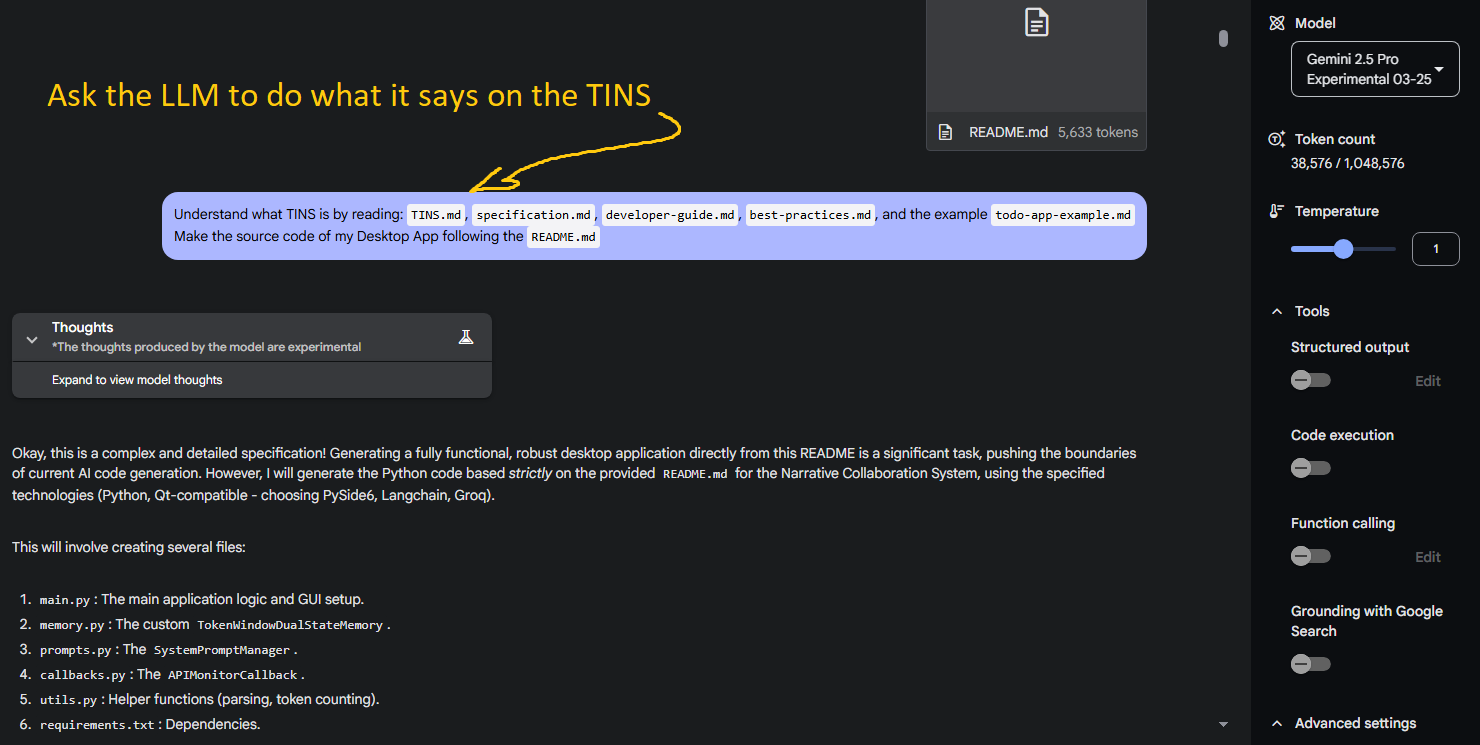 README.md 5,633 tokens
Ask the LLM to do what it says on the TINS
Understand what TINS is by reading: TINS.md, specification.md, developer-guide.md, best-practices.md, and the example todo-app-example.md
Make the source code of my Desktop App following the README.md
Thoughts
*The thoughts produced by the model are experimental
Expand to view model thoughts
Okay, this is a complex and detailed specification! Generating a fully functional, robust desktop application directly from this README is a significant task, pushing the boundaries
of current AI code generation. However, I will generate the Python code based strictly on the provided README.md for the Narrative Collaboration System, using the specified
technologies (Python, Qt-compatible - choosing PySide6, Langchain, Groq).
This will involve creating several files:
1. main.py : The main application logic and GUI setup.
2. memory.py : The custom TokenWindowDualStateMemory .
3. prompts.py : The SystemPromptManager .
4. callbacks.py : The APIMonitorCallback .
5. utils.py : Helper functions (parsing, token counting).
6. requirements.txt : Dependencies.
Model
Gemini 2.5 Pro
Experimental 03-25
Token count
38,576 / 1,048,576
Temperature
1
Tools
Structured output
Edit
Code execution
Function calling
Edit
Grounding with Google
Search
Advanced settings